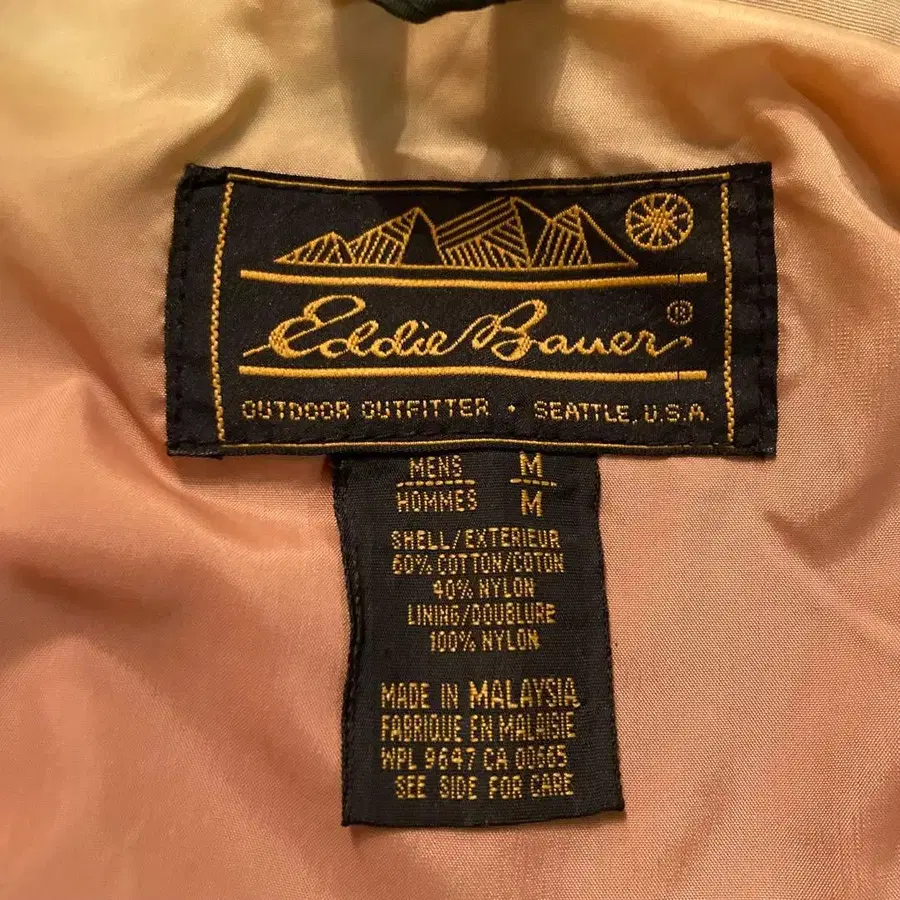 Eddie Bauer®
OUTDOOR OUTFITTER · SEATTLE, U.S.A.
MENS M
HOMMES M
SHELL/EXTERIEUR
60% COTTON/COTON
40% NYLON
LINING/DOUBLURE
100% NYLON
MADE IN MALAYSIA
FABRIQUE EN MALAISIE
WPL 9647 CA 00665
SEE SIDE FOR CARE